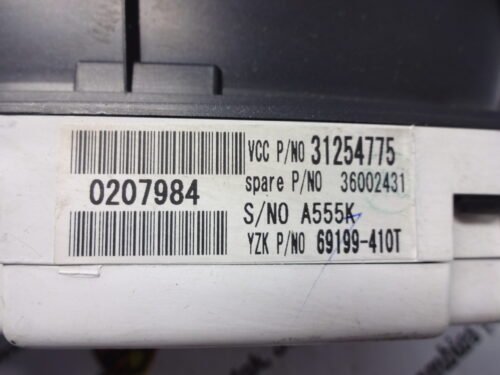 VCC P/NO 31254775
0207984
spare P/NO 36002431
S/NO A555K
YZK P/NO 69199-410T